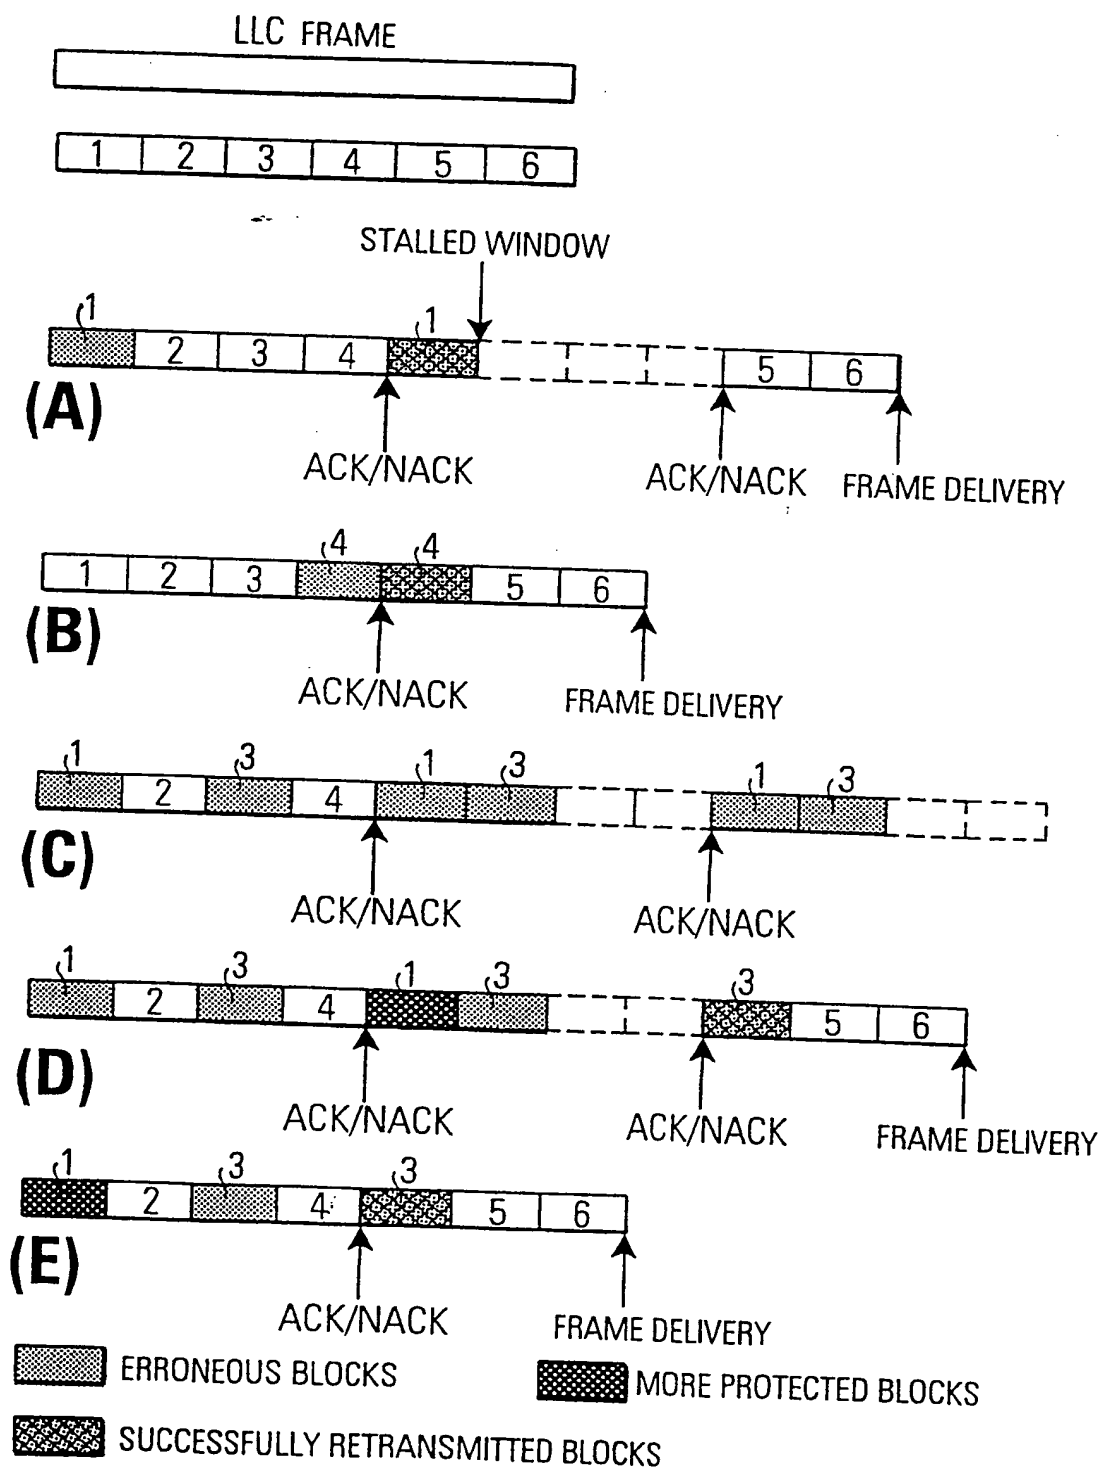 LLC FRAME
1 2 3 4 5 6
STALLED WINDOW
1 1
2 3 4 5 6
(A)
ACK/NACK ACK/NACK FRAME DELIVERY
4 4
1 2 3 5 6
(B)
ACK/NACK FRAME DELIVERY
1 3 1 3 1 3
2 4
(C)
ACK/NACK ACK/NACK
1 3 1 3 3
2 4 5 6
(D)
ACK/NACK ACK/NACK FRAME DELIVERY
1 3 3
2 4 5 6
(E)
ACK/NACK FRAME DELIVERY
ERRONEOUS BLOCKS
MORE PROTECTED BLOCKS
SUCCESSFULLY RETRANSMITTED BLOCKS